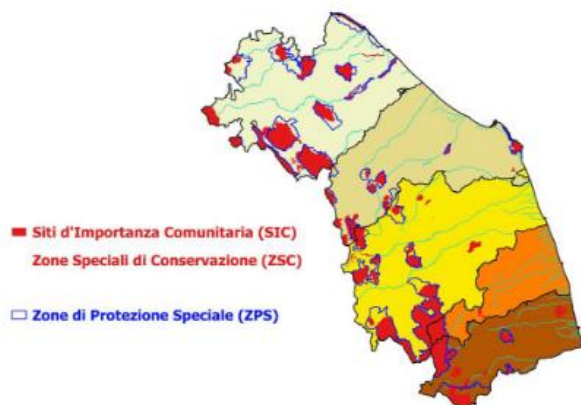 Siti d'Importanza Comunitaria (SIC)
Zone Speciali di Conservazione (ZSC)
Zone di Protezione Speciale (ZPS)